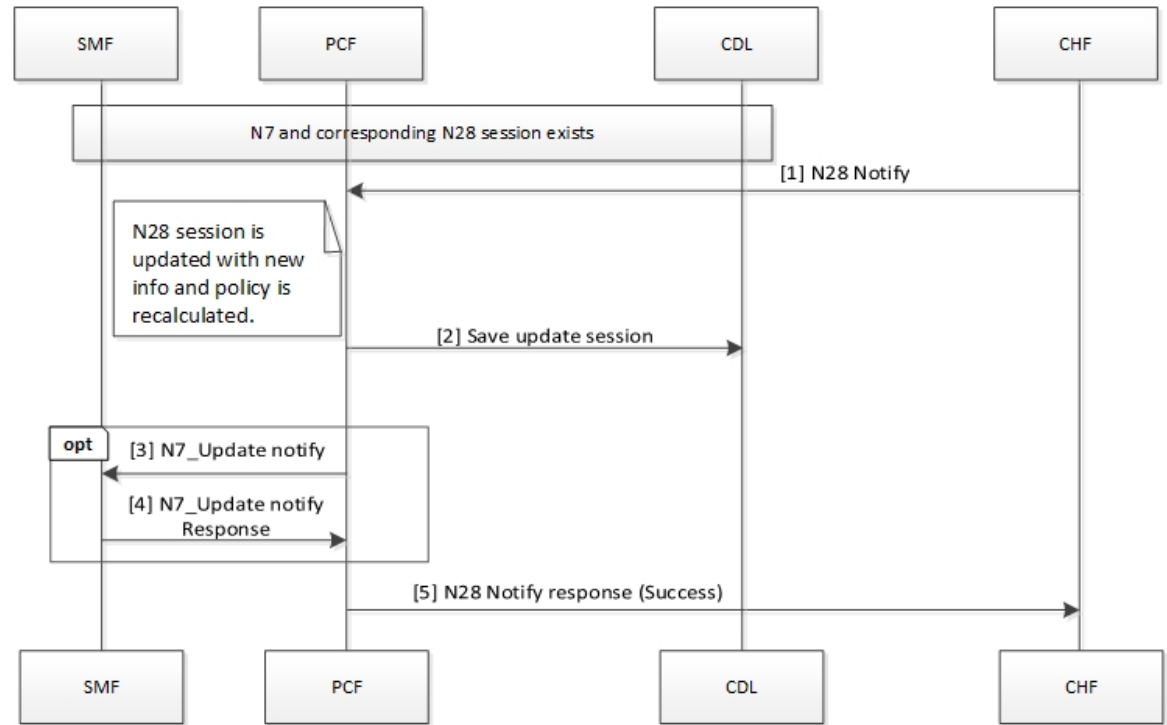 SMF
PCF
CDL
CHF
N7 and corresponding N28 session exists
[1] N28 Notify
N28 session is
updated with new
info and policy is
recalculated.
[2] Save update session
opt
[3] N7_Update notify
[4] N7_Update notify
Response
[5] N28 Notify response (Success)
SMF
PCF
CDL
CHF